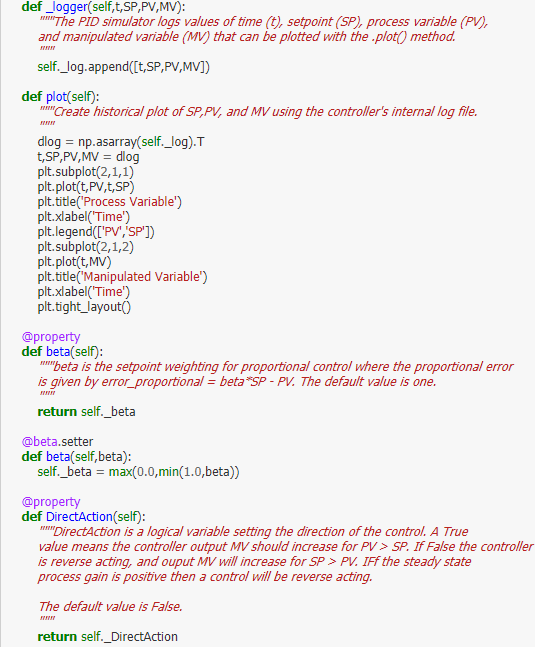 def _logger(self,t,SP,PV,MV):
"""The PID simulator logs values of time (t), setpoint (SP), process variable (PV),
and manipulated variable (MV) that can be plotted with the .plot() method.
"""
self._log.append([t,SP,PV,MV])
def plot(self):
"""Create historical plot of SP,PV, and MV using the controller's internal log file.
"""
dlog = np.asarray(self._log).T
t,SP,PV,MV = dlog
plt.subplot(2,1,1)
plt.plot(t,PV,t,SP)
plt.title('Process Variable')
plt.xlabel('Time')
plt.legend(['PV','SP'])
plt.subplot(2,1,2)
plt.plot(t,MV)
plt.title('Manipulated Variable')
plt.xlabel('Time')
plt.tight_layout()
@property
def beta(self):
"""beta is the setpoint weighting for proportional control where the proportional error
is given by error_proportional = beta*SP - PV. The default value is one.
"""
return self._beta
@beta.setter
def beta(self,beta):
self._beta = max(0.0,min(1.0,beta))
@property
def DirectAction(self):
"""DirectAction is a logical variable setting the direction of the control. A True
value means the controller output MV should increase for PV > SP. If False the controller
is reverse acting, and ouput MV will increase for SP > PV. IFf the steady state
process gain is positive then a control will be reverse acting.
The default value is False.
"""
return self._DirectAction